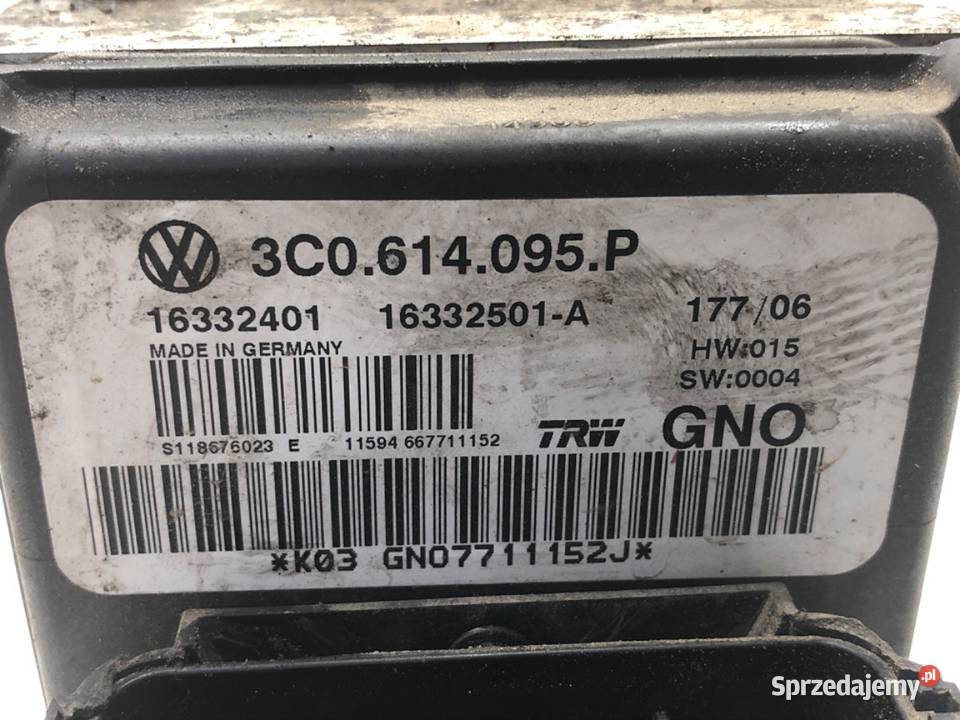 3C0.614.095.P
16332401 16332501-A 177/06
MADE IN GERMANY HW:015
SW:0004
S118676023 E 11594 667711152 TRW GNO
*K03 GNO7711152J*
Sprzedajemy.pl